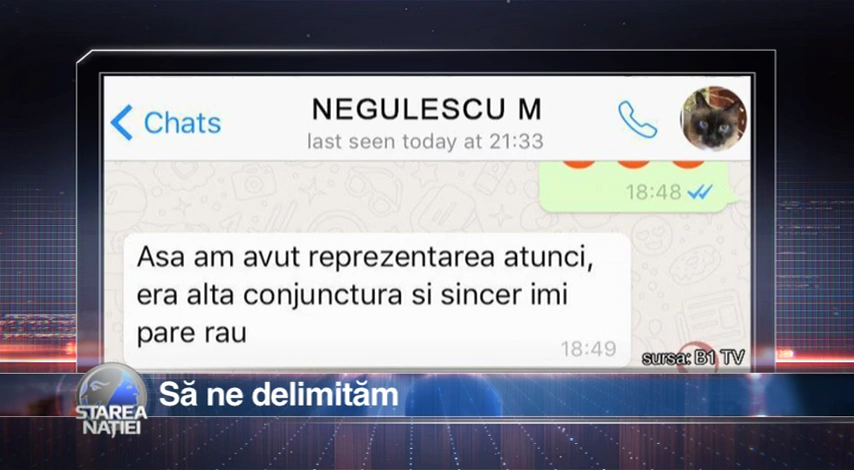 Chats
NEGULESCU M
last seen today at 21:33
18:48
Asa am avut reprezentarea atunci,
era alta conjunctura si sincer imi
pare rau
18:49
sursa: B1 TV
Să ne delimităm
STAREA
NAȚIEI